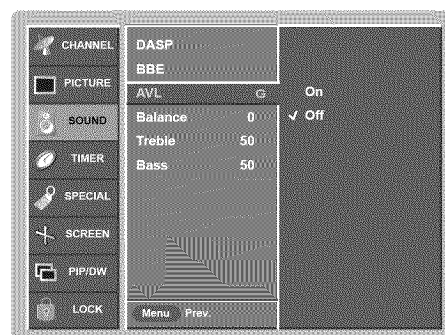 CHANNEL
PICTURE
SOUND
TIMER
SPECIAL
SCREEN
PIP/DW
LOCK
DASP
BBE
AVL G
Balance 0
Treble 50
Bass 50
Menu Prev.
On
✓ Off